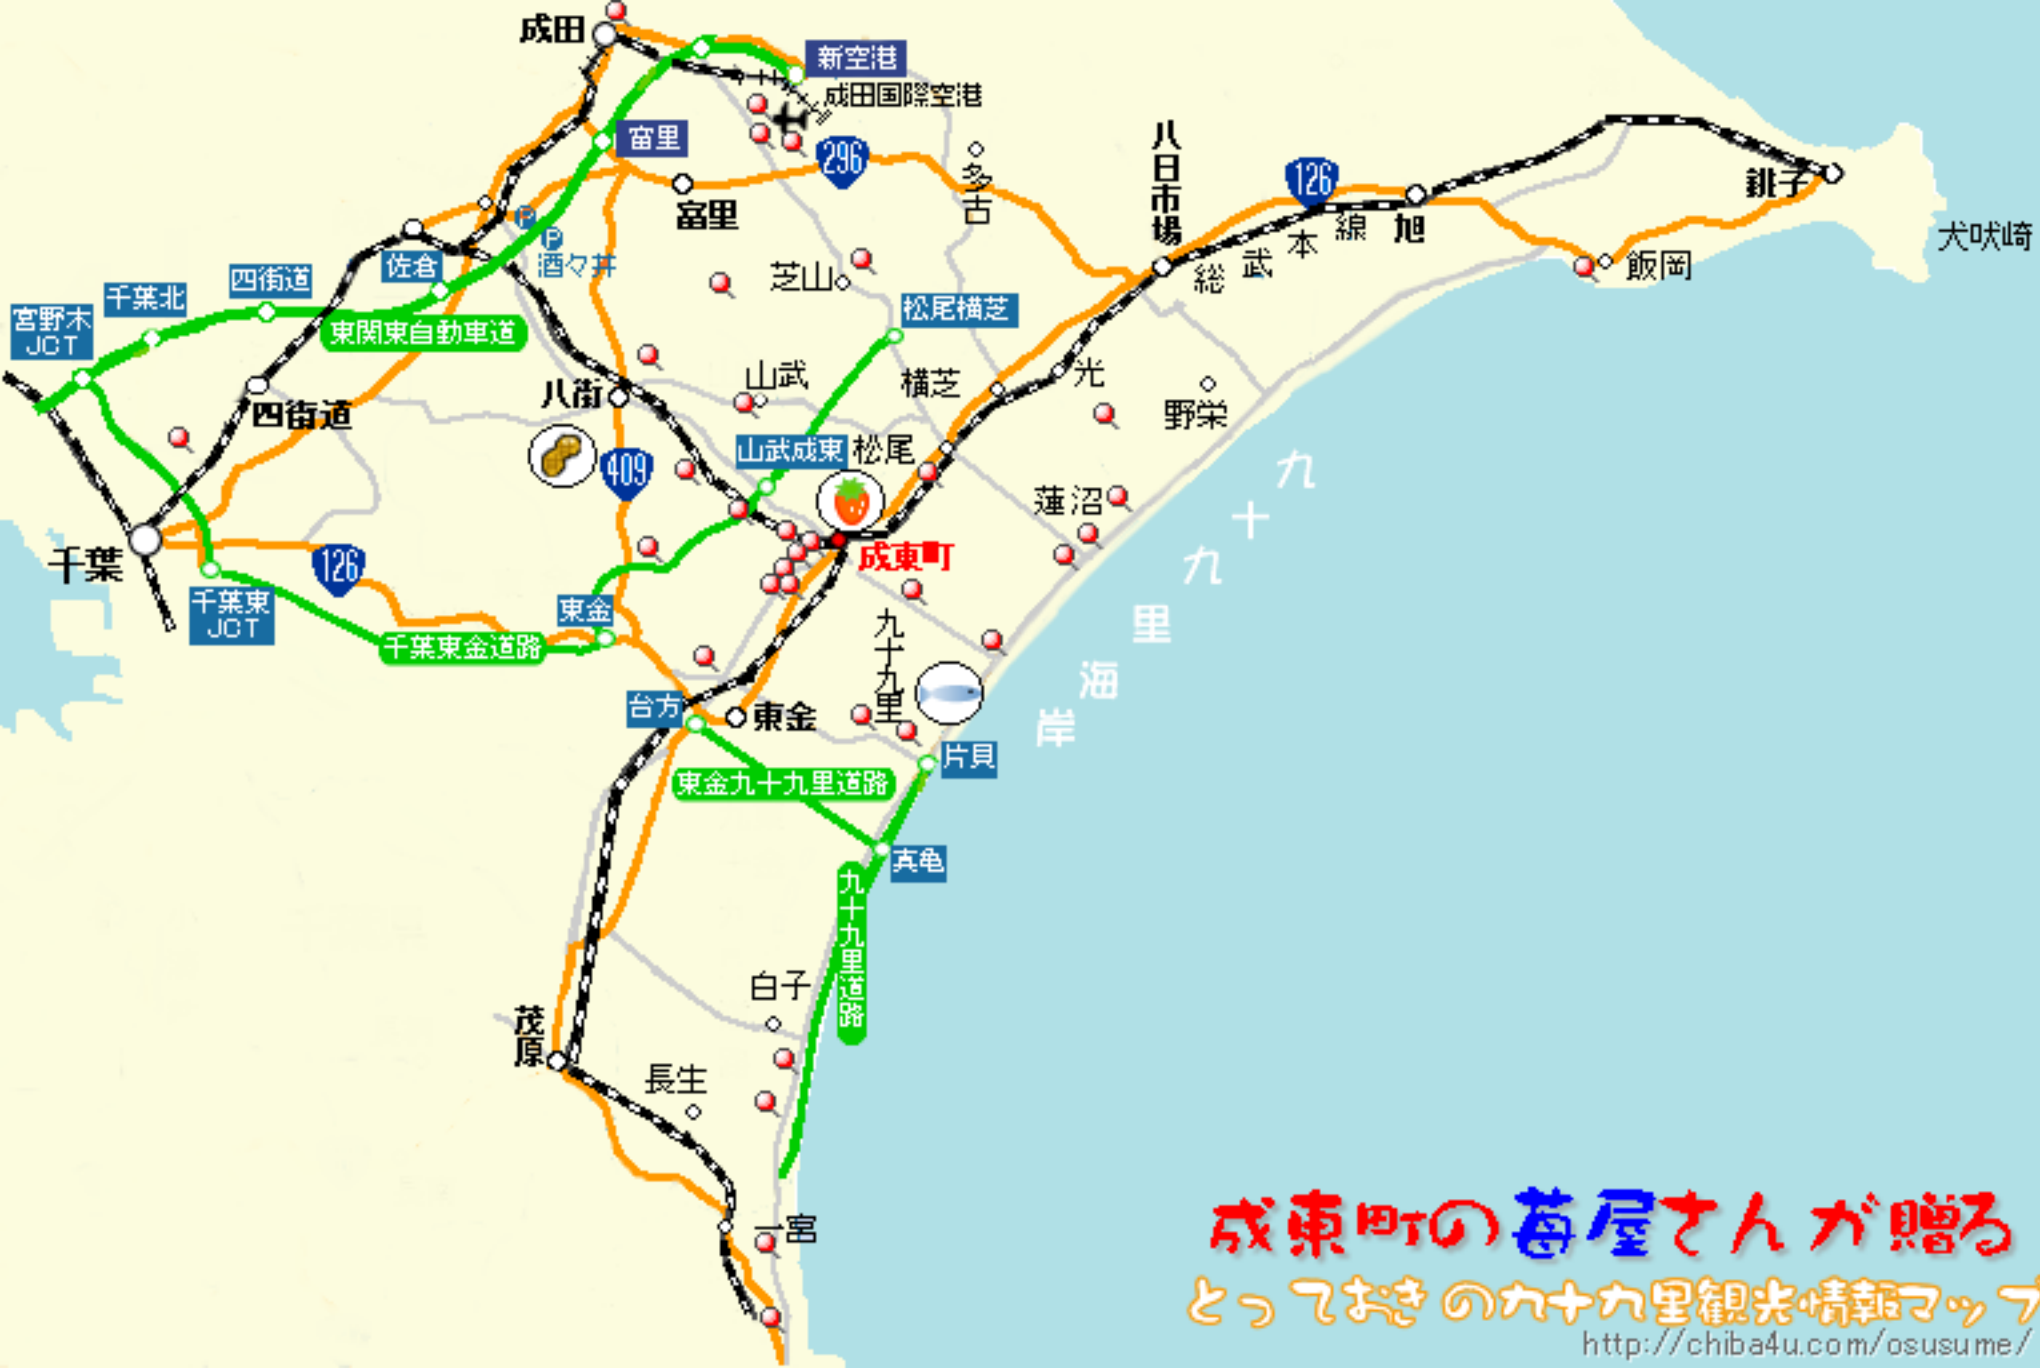 成田
新空港
成田国際空港
富里
296
富里
多古
八日市場
126
旭
銚子
犬吠崎
飯岡
総武本線
P
P
酒々井
佐倉
四街道
千葉北
宮野木
JCT
東関東自動車道
四街道
芝山
松尾横芝
八街
山武
横芝
光
野栄
409
山武成東
松尾
蓮沼
成東町
千葉
126
千葉東
JCT
千葉東金道路
東金
九十九里
九十九里海岸
台方
東金
片貝
東金九十九里道路
真亀
九十九里道路
白子
茂原
長生
一宮
成東町の苺屋さんが贈る
とっておきの九十九里観光情報マップ
http://chiba4u.com/osusume/